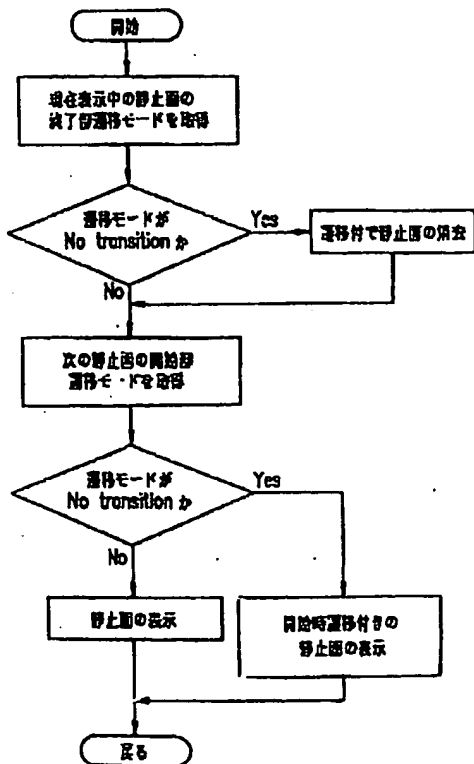 開始
現在表示中の静止画の
終了部遷移モードを取得
遷移モードが
No transitionか
Yes
遷移付で静止画の消去
No
次の静止画の開始部
遷移モードを取得
遷移モードが
No transitionか
Yes
No
静止画の表示
開始時遷移付きの
静止画の表示
戻る